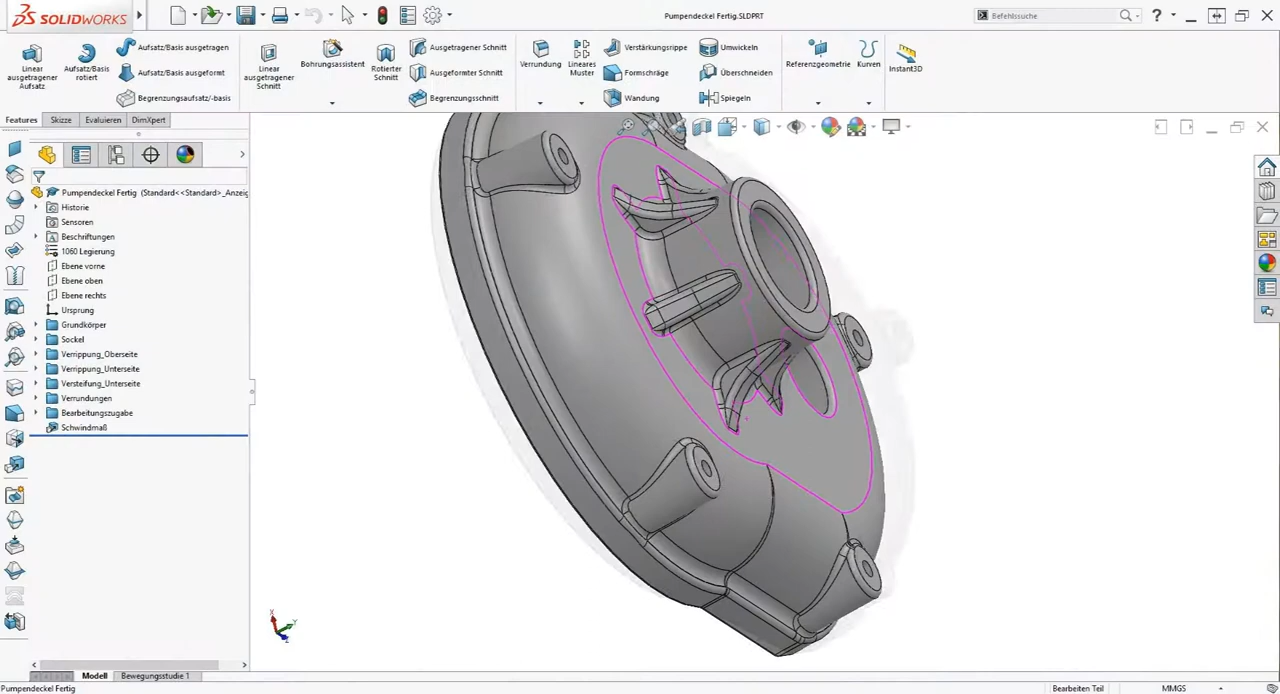 SOLIDWORKS
Pumpendeckel Fertig.SLDPRT
Befehlssuche
?
Linear
ausgetragener
Aufsatz
Aufsatz/Basis
rotiert
Aufsatz/Basis ausgetragen
Aufsatz/Basis ausgeformt
Begrenzungsaufsatz/-basis
Linear
ausgetragener
Schnitt
Bohrungsassistent
Rotierter
Schnitt
Ausgetragener Schnitt
Ausgeformter Schnitt
Begrenzungsschnitt
Verrundung
Lineares
Muster
Verstärkungsrippe
Formschräge
Wandung
Umwickeln
Überschneiden
Spiegeln
Referenzgeometrie
Kurven
Instant3D
Features
Skizze
Evaluieren
DimXpert
Pumpendeckel Fertig (Standard<<Standard>_Anzeig
Historie
Sensoren
Beschriftungen
1060 Legierung
Ebene vorne
Ebene oben
Ebene rechts
Ursprung
Grundkörper
Sockel
Verrippung_Oberseite
Verrippung_Unterseite
Versteifung_Unterseite
Verrundungen
Bearbeitungszugabe
Schwindmaß
X
Y
Z
Modell
Bewegungsstudie 1
Pumpendeckel Fertig
Bearbeiten Teil
MMGS